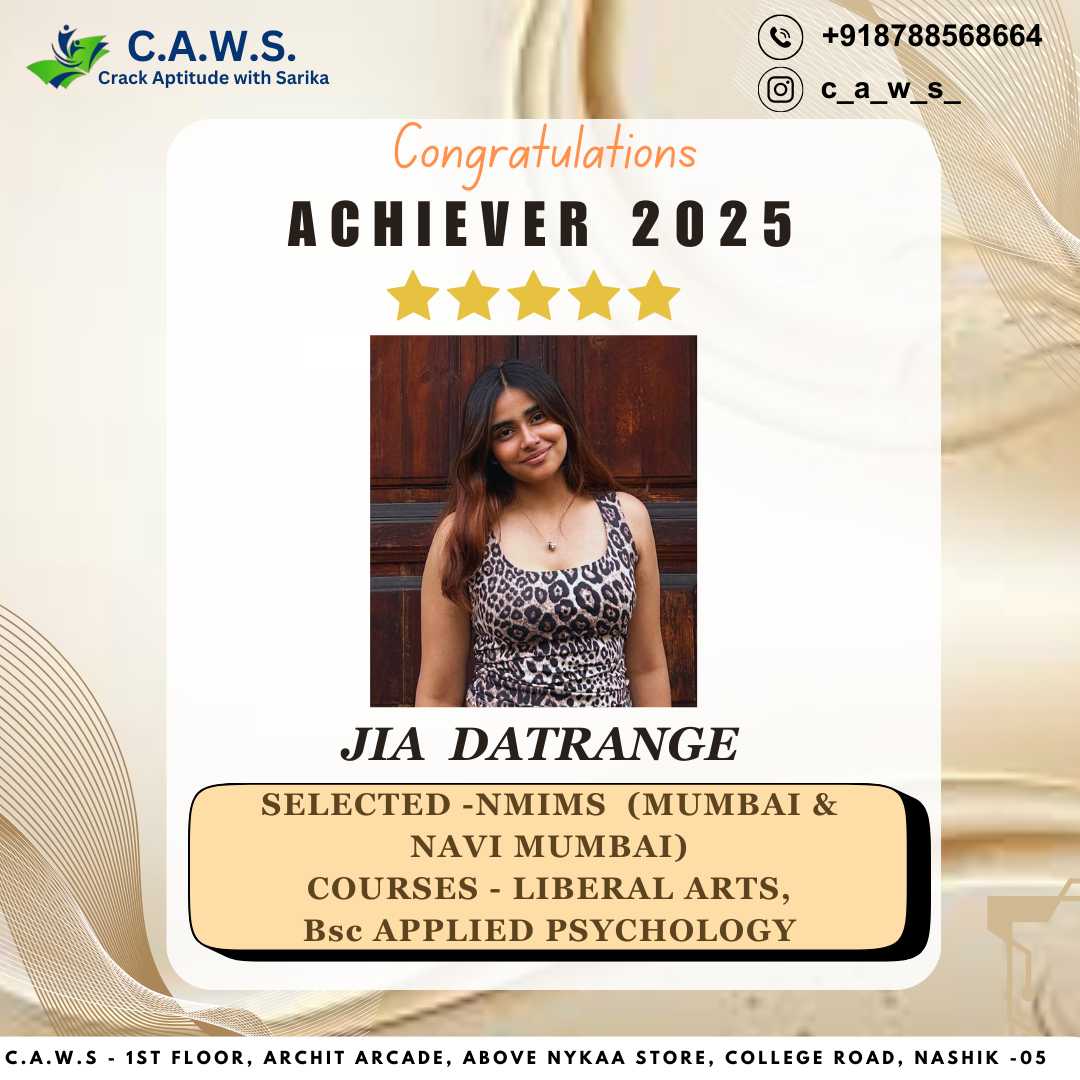 C.A.W.S.
Crack Aptitude with Sarika
+918788568664
c_a_w_s_
Congratulations
ACHIEVER 2025
JIA DATRANGE
SELECTED -NMIMS (MUMBAI &
NAVI MUMBAI)
COURSES - LIBERAL ARTS,
Bsc APPLIED PSYCHOLOGY
C.A.W.S - 1ST FLOOR, ARCHIT ARCADE, ABOVE NYKAA STORE, COLLEGE ROAD, NASHIK -05